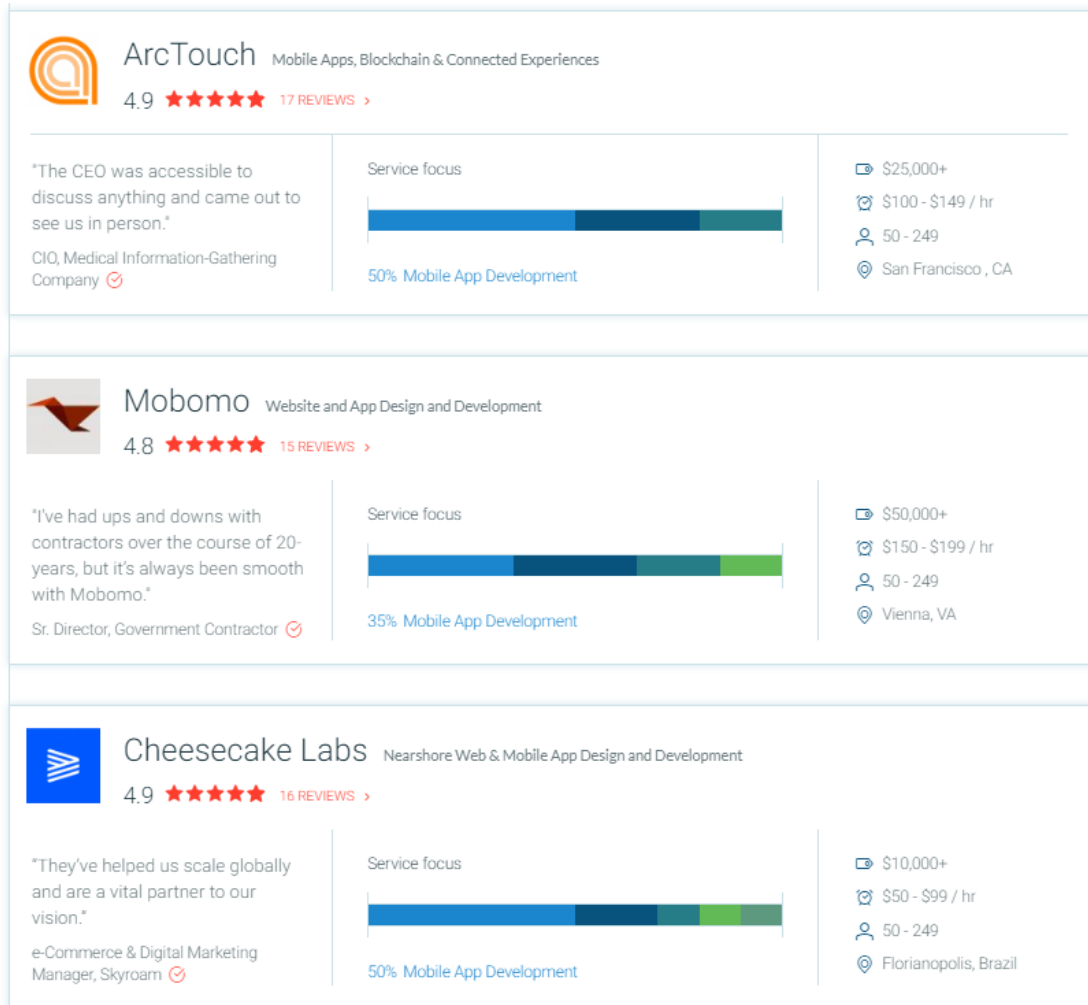 ArcTouch Mobile Apps, Blockchain & Connected Experiences
4.9 17 REVIEWS >
"The CEO was accessible to
discuss anything and came out to
see us in person."
CIO, Medical Information-Gathering
Company
Service focus
50% Mobile App Development
$25,000+
$100 - $149 / hr
50 - 249
San Francisco , CA
Mobomo Website and App Design and Development
4.8 15 REVIEWS >
"I've had ups and downs with
contractors over the course of 20-
years, but it's always been smooth
with Mobomo."
Sr. Director, Government Contractor
Service focus
35% Mobile App Development
$50,000+
$150 - $199 / hr
50 - 249
Vienna, VA
Cheesecake Labs Nearshore Web & Mobile App Design and Development
4.9 16 REVIEWS >
"They've helped us scale globally
and are a vital partner to our
vision."
e-Commerce & Digital Marketing
Manager, Skyroam
Service focus
50% Mobile App Development
$10,000+
$50 - $99 / hr
50 - 249
Florianopolis, Brazil